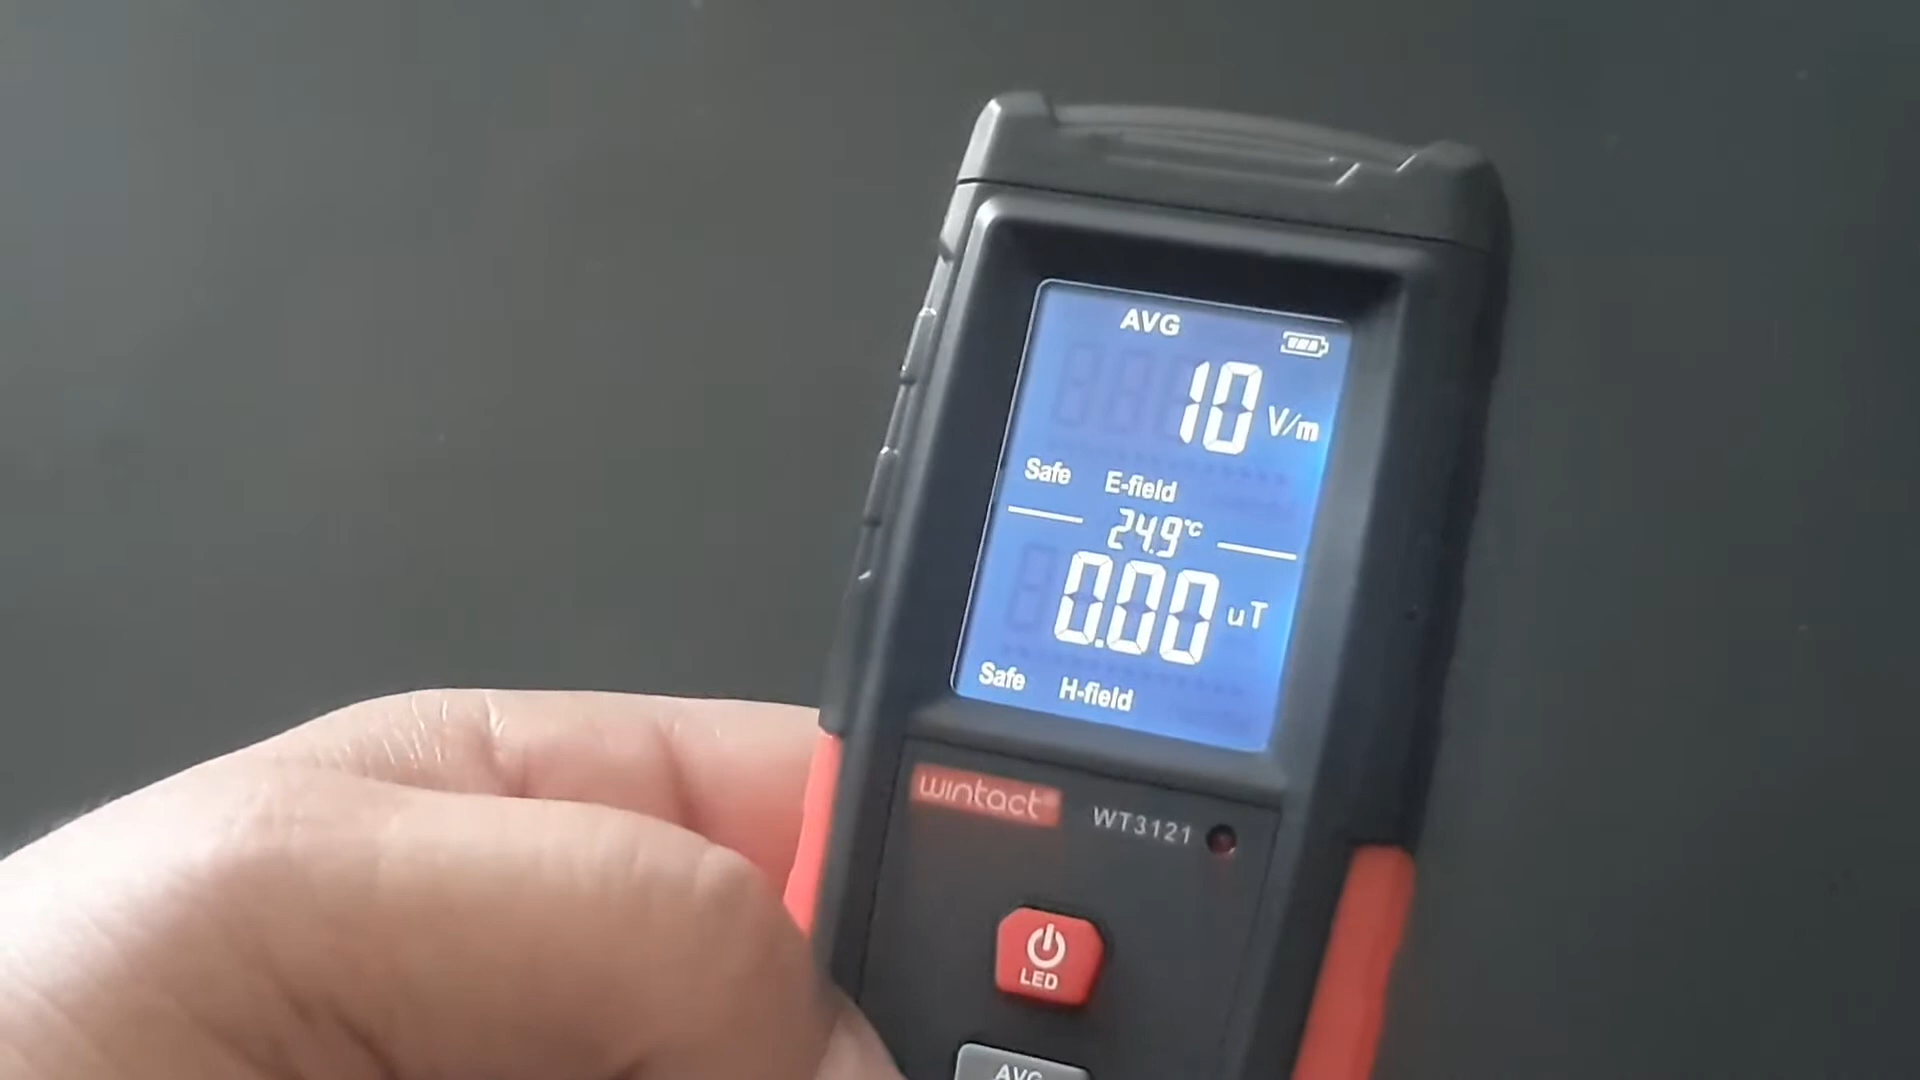 AVG
10 V/m
Safe E-field
24.9°C
0.00 uT
Safe H-field
wintact®
WT3121
LED
AVG